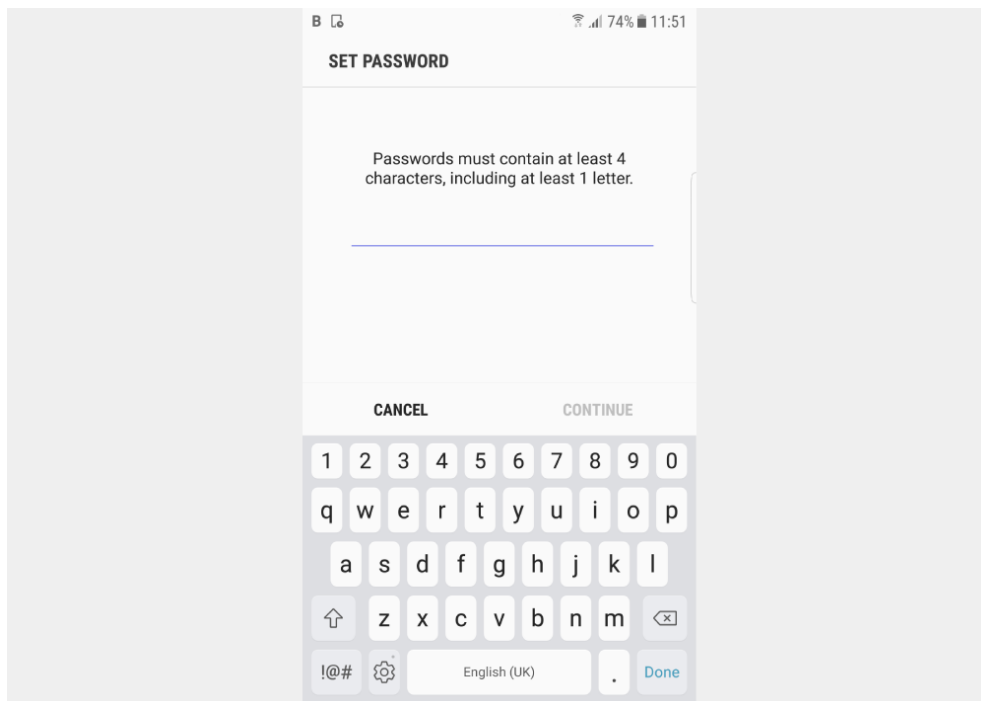 B 74% 11:51
SET PASSWORD
Passwords must contain at least 4
characters, including at least 1 letter.
CANCEL CONTINUE
1 2 3 4 5 6 7 8 9 0
q w e r t y u i o p
a s d f g h j k l
z x c v b n m
!@# English (UK) . Done